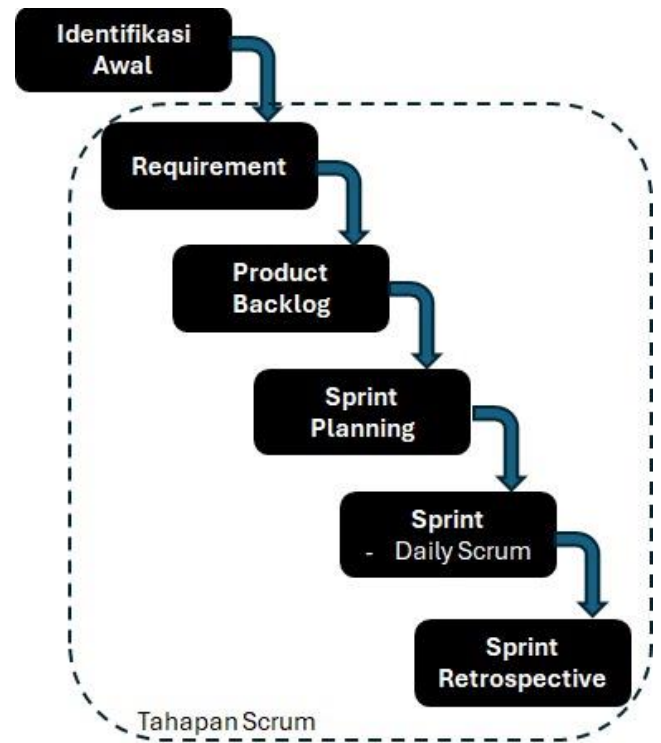 Identifikasi
Awal
Requirement
Product
Backlog
Sprint
Planning
Sprint
- Daily Scrum
Sprint
Retrospective
Tahapan Scrum